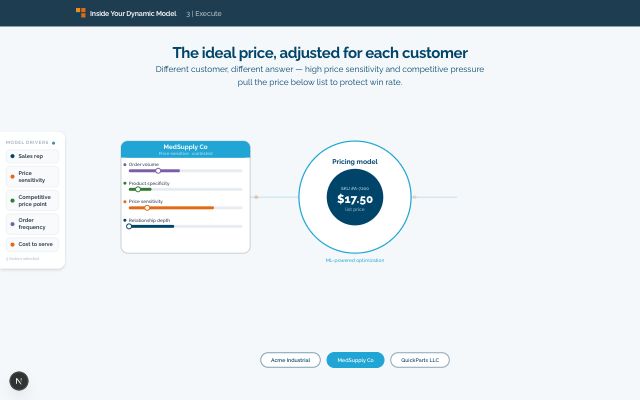 Inside Your Dynamic Model
3 | Execute
The ideal price, adjusted for each customer
Different customer, different answer — high price sensitivity and competitive pressure
pull the price below list to protect win rate.
MODEL DRIVERS
Sales rep
Price
sensitivity
Competitive
price point
Order
frequency
Cost to serve
MedSupply Co
Price-sensitive · contested
Order volume
Product specificity
Price sensitivity
Relationship depth
Pricing model
$17.50
list price
ML-powered optimization
Acme Industrial
MedSupply Co
QuickParts LLC
N